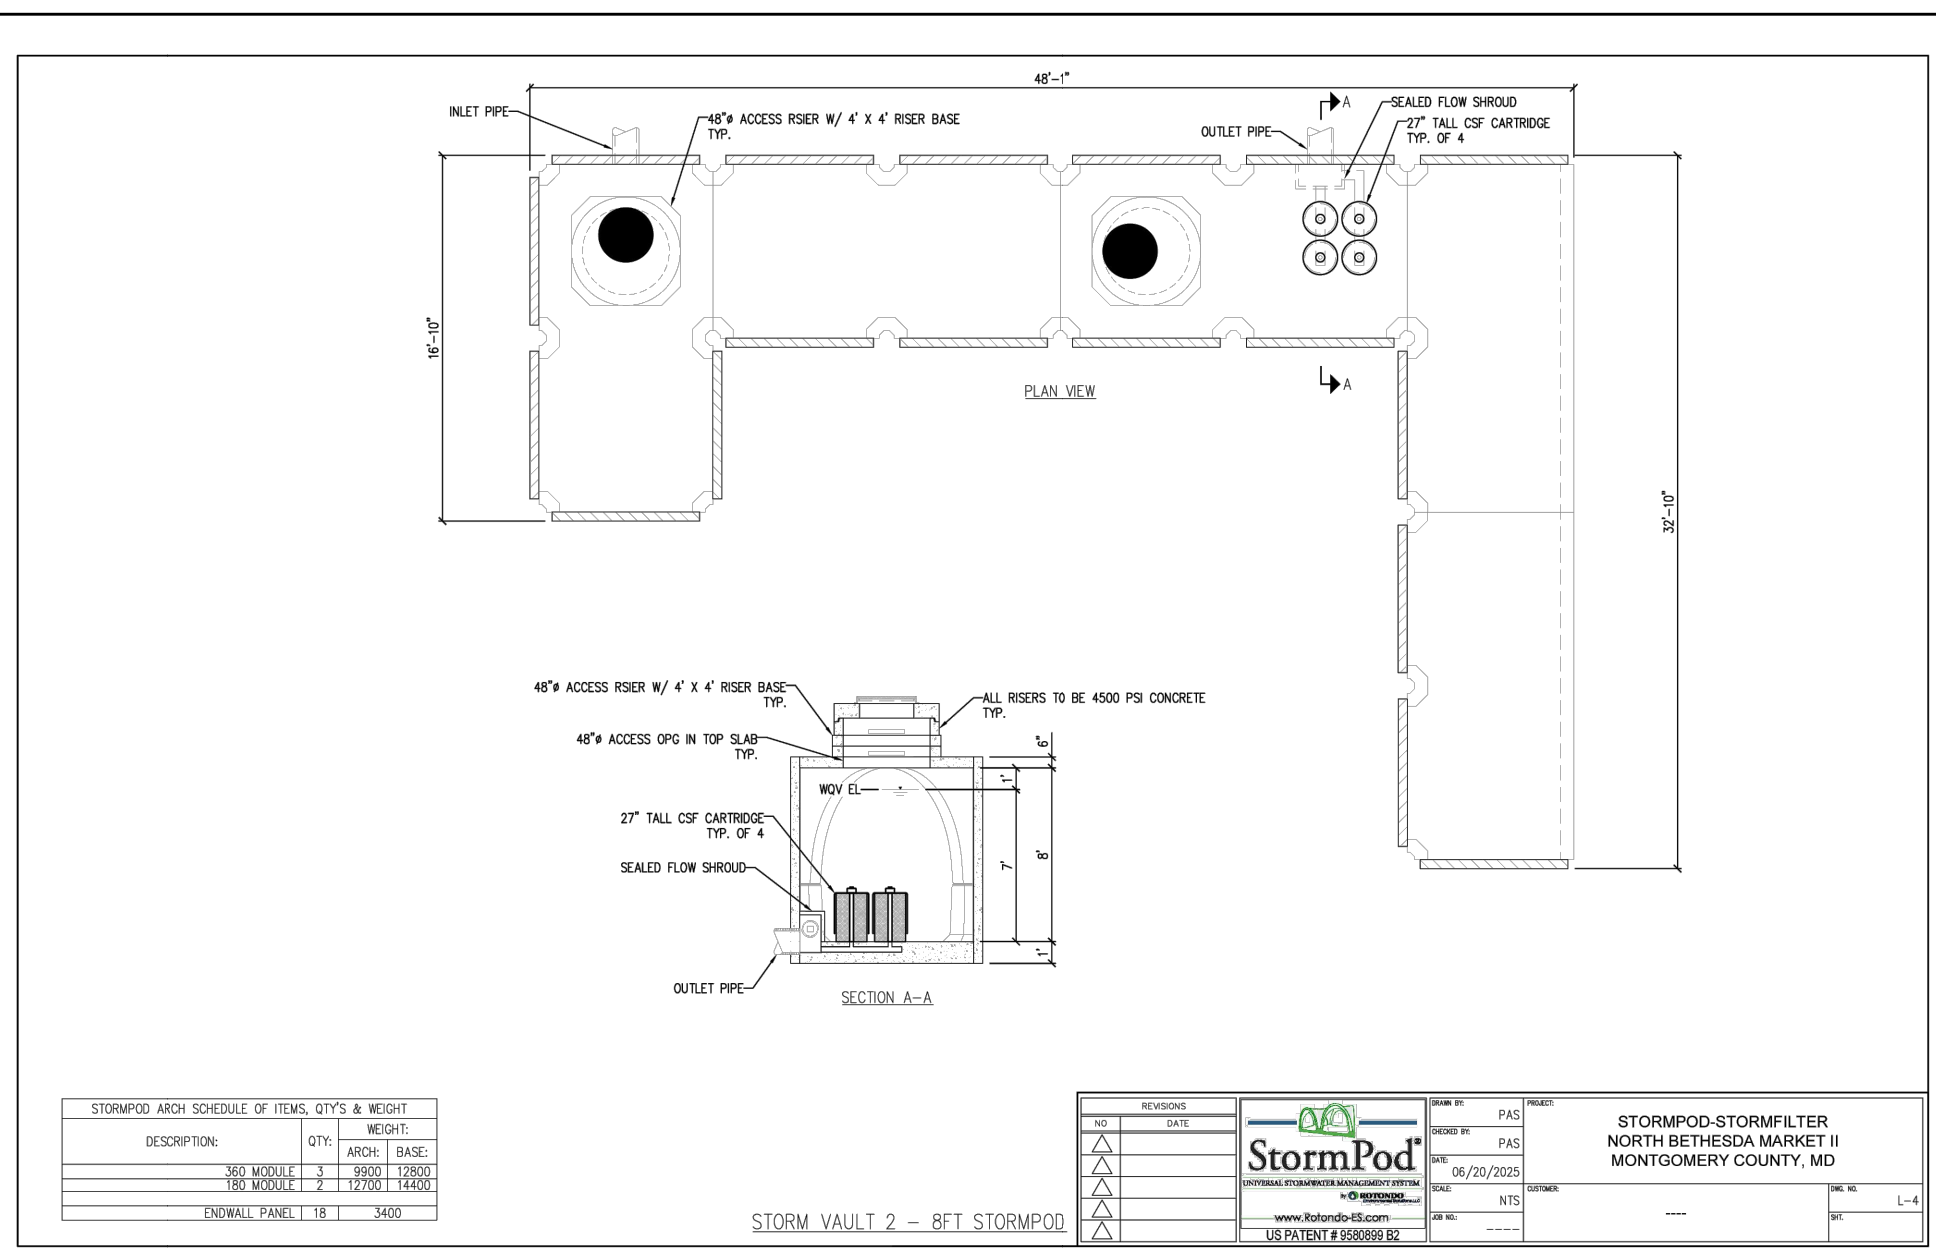 48'-1"
INLET PIPE
48"ø ACCESS RSIER W/ 4' X 4' RISER BASE
TYP.
OUTLET PIPE
A
SEALED FLOW SHROUD
27" TALL CSF CARTRIDGE
TYP. OF 4
16'-10"
32'-10"
A
PLAN VIEW
48"ø ACCESS RSIER W/ 4' X 4' RISER BASE
TYP.
ALL RISERS TO BE 4500 PSI CONCRETE
TYP.
48"ø ACCESS OPG IN TOP SLAB
TYP.
6"
1'
WQV EL
27" TALL CSF CARTRIDGE
TYP. OF 4
7'
8'
SEALED FLOW SHROUD
1'
OUTLET PIPE
SECTION A-A
STORMPOD ARCH SCHEDULE OF ITEMS, QTY'S & WEIGHT
DESCRIPTION: QTY: WEIGHT:
ARCH: BASE:
360 MODULE 3 9900 12800
180 MODULE 2 12700 14400
ENDWALL PANEL 18 3400
STORM VAULT 2 - 8FT STORMPOD
REVISIONS
NO DATE
StormPod®
UNIVERSAL STORMWATER MANAGEMENT SYSTEM
by ROTONDO
Environmental Solutions, LLC
www.Rotondo-ES.com
US PATENT # 9580899 B2
DRAWN BY:
PAS
CHECKED BY:
PAS
DATE:
06/20/2025
SCALE:
NTS
JOB NO.:
----
PROJECT:
STORMPOD-STORMFILTER
NORTH BETHESDA MARKET II
MONTGOMERY COUNTY, MD
CUSTOMER:
----
DWG. NO.
L-4
SHT.